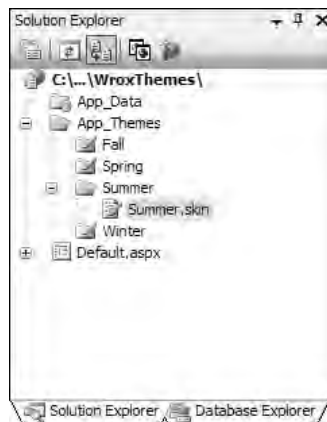 Solution Explorer
C:\...\WroxThemes\
App_Data
App_Themes
Fall
Spring
Summer
Summer.skin
Winter
Default.aspx
Solution Explorer Database Explorer